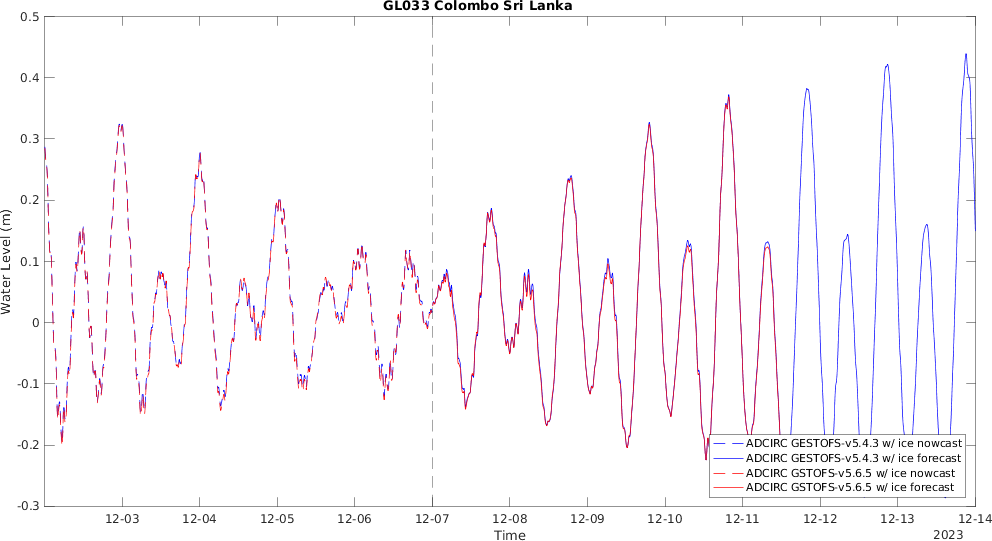 GL033 Colombo Sri Lanka
0.5
0.4
0.3
0.2
0.1
0
-0.1
-0.2
-0.3
Water Level (m)
ADCIRC GESTOFS-v5.4.3 w/ ice nowcast
ADCIRC GESTOFS-v5.4.3 w/ ice forecast
ADCIRC GSTOFS-v5.6.5 w/ ice nowcast
ADCIRC GSTOFS-v5.6.5 w/ ice forecast
12-03 12-04 12-05 12-06 12-07 12-08 12-09 12-10 12-11 12-12 12-13 12-14
Time
2023